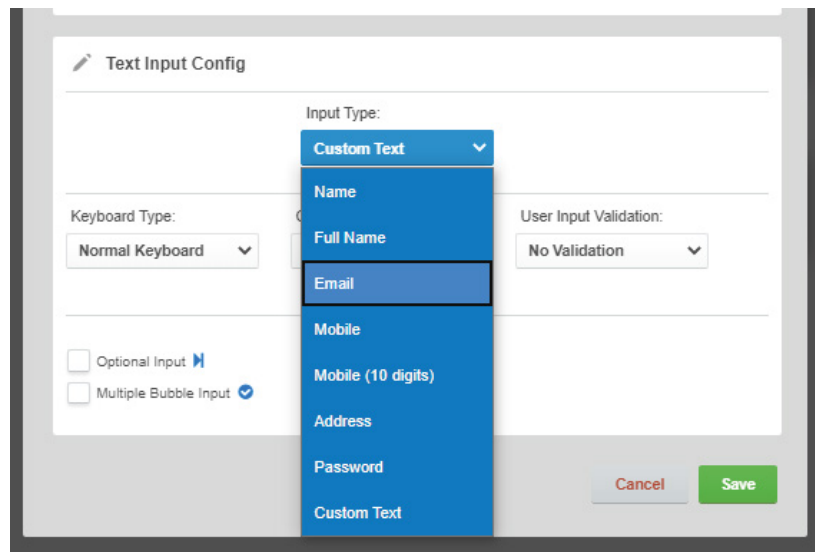 Text Input Config
Input Type:
Custom Text
Name
Keyboard Type:
User Input Validation:
Full Name
Normal Keyboard
No Validation
Email
Mobile
Optional Input
Mobile (10 digits)
Multiple Bubble Input
Address
Password
Cancel
Save
Custom Text